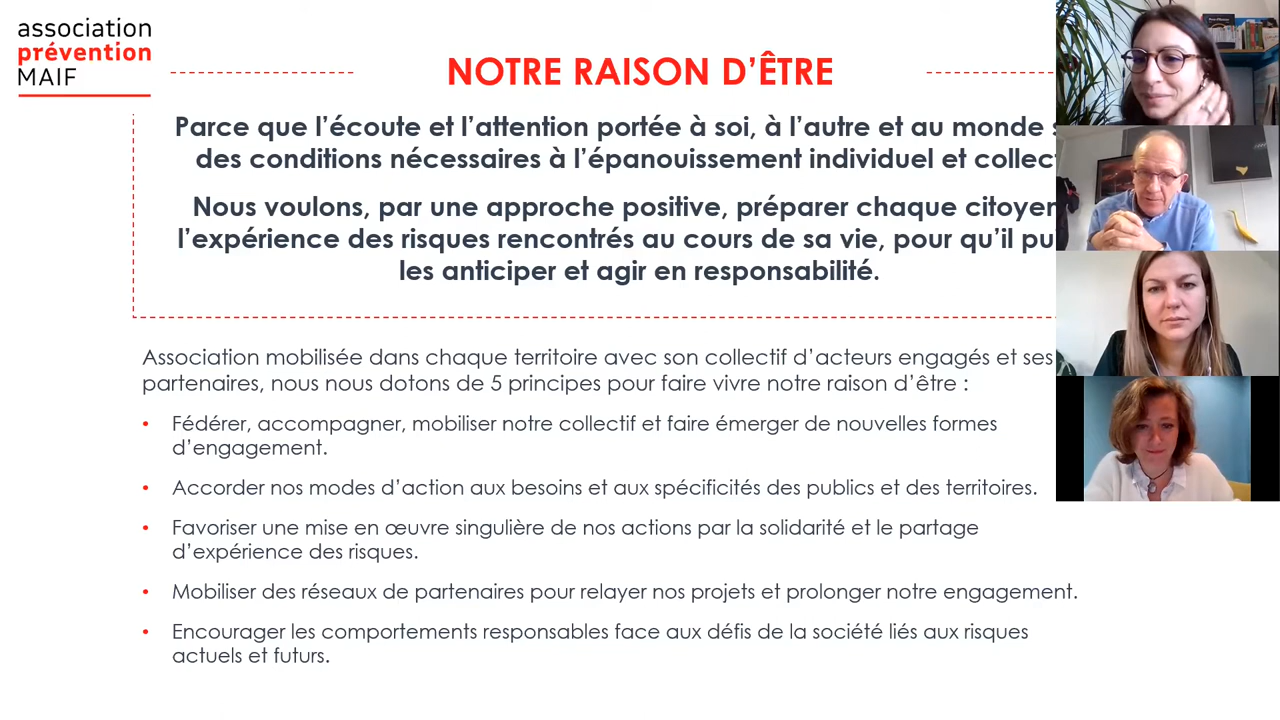 association
prévention
MAIF
NOTRE RAISON D’ÊTRE
Parce que l’écoute et l’attention portée à soi, à l’autre et au monde
des conditions nécessaires à l’épanouissement individuel et
Nous voulons, par une approche positive, préparer chaque
l’expérience des risques rencontrés au cours de sa vie, pour qu’il
les anticiper et agir en responsabilité.
Association mobilisée dans chaque territoire avec son collectif d’acteurs engagés et ses
partenaires, nous nous dotons de 5 principes pour faire vivre notre raison d’être :
• Fédérer, accompagner, mobiliser notre collectif et faire émerger de nouvelles formes
d’engagement.
• Accorder nos modes d’action aux besoins et aux spécificités des publics et des territoires.
• Favoriser une mise en œuvre singulière de nos actions par la solidarité et le partage
d’expérience des risques.
• Mobiliser des réseaux de partenaires pour relayer nos projets et prolonger notre engagement.
• Encourager les comportements responsables face aux défis de la société liés aux risques
actuels et futurs.